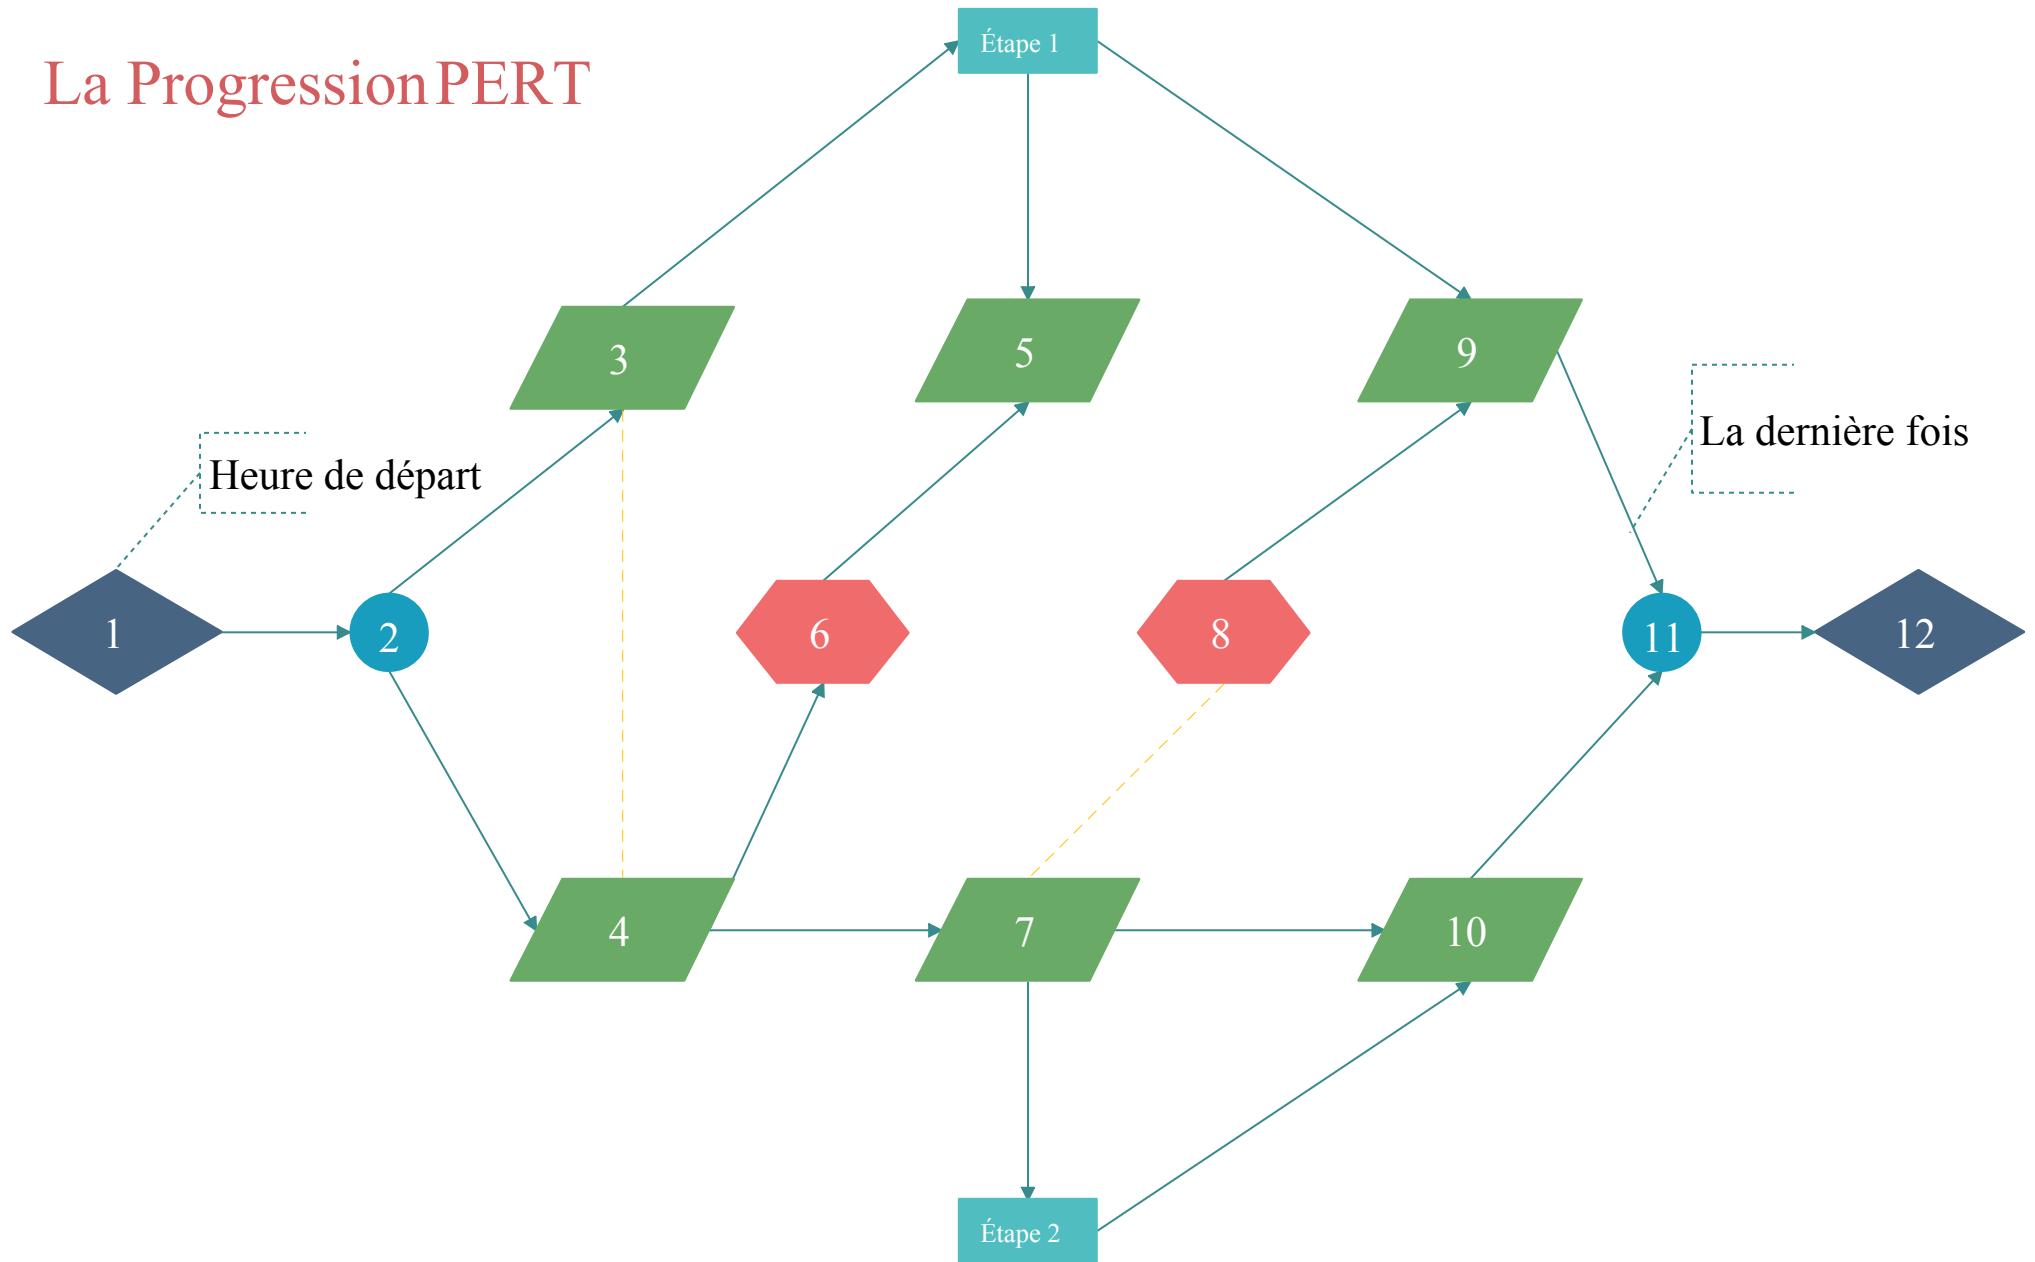 Étape 1
La Progression PERT
3
5
9
La dernière fois
Heure de départ
1
2
6
8
11
12
4
7
10
Étape 2